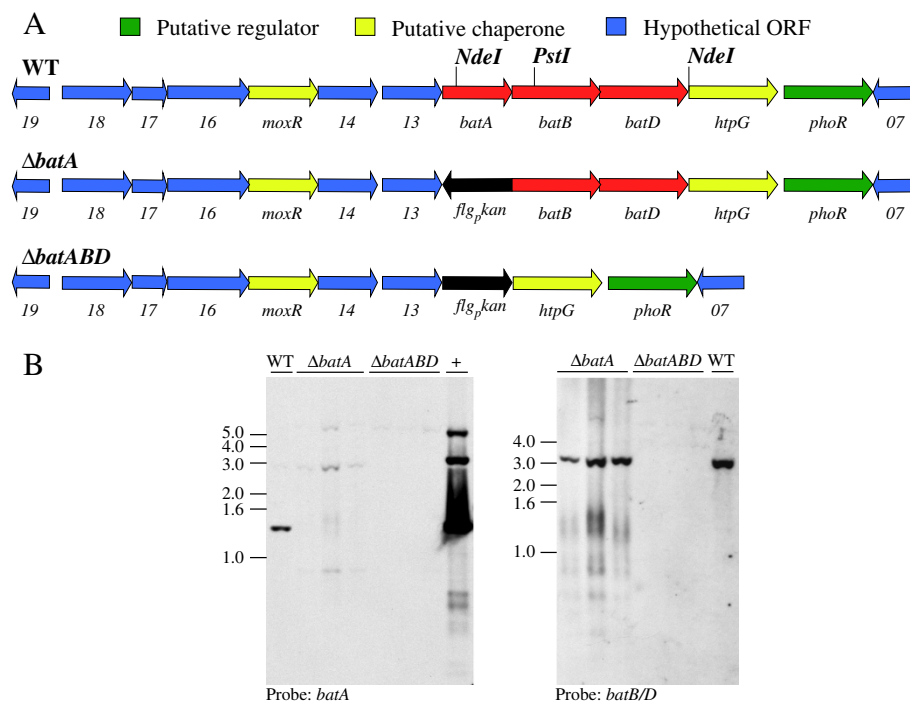 A
Putative regulator Putative chaperone Hypothetical ORF
WT NdeI PstI NdeI
19 18 17 16 moxR 14 13 batA batB batD htpG phoR 07
ΔbatA
19 18 17 16 moxR 14 13 flgpkan batB batD htpG phoR 07
ΔbatABD
19 18 17 16 moxR 14 13 flgpkan htpG phoR 07
B
WT ΔbatA ΔbatABD +
5.0
4.0
3.0
2.0
1.6
1.0
Probe: batA
ΔbatA ΔbatABD WT
4.0
3.0
2.0
1.6
1.0
Probe: batB/D